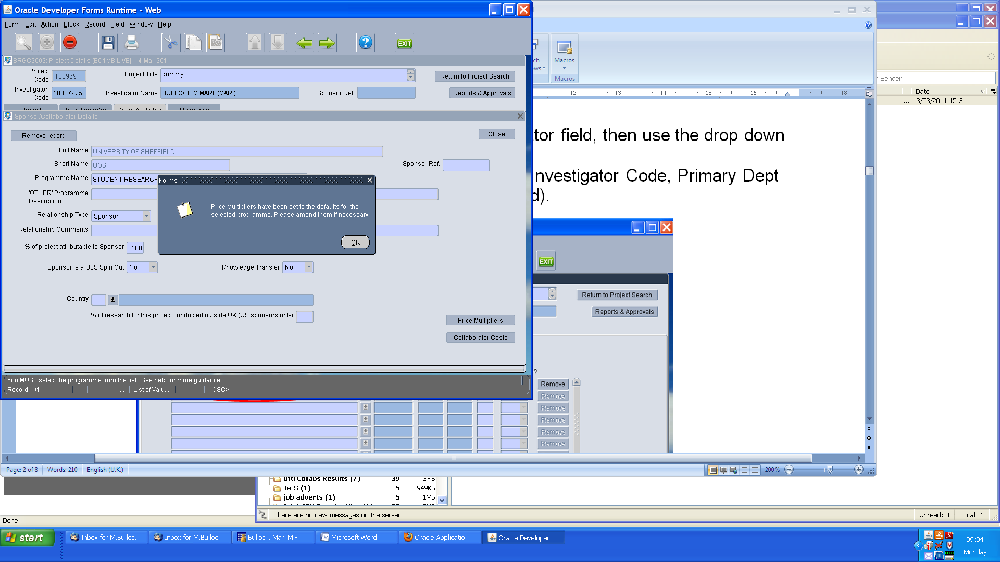 Oracle Developer Forms Runtime - Web
Form Edit Action Block Record Field Window Help
EXIT
SRGC2002: Project Details [EO1MB:LIVE] 14-Mar-2011
Project Code 130969 Project Title dummy Return to Project Search
Investigator Code 10007975 Investigator Name BULLOCK M MARI (MARI) Sponsor Ref. Reports & Approvals
Project Investigator(s) Spons/Collabor Reference
Sponsor/Collaborator Details
Remove record Close
Full Name UNIVERSITY OF SHEFFIELD
Short Name UOS Sponsor Ref.
Programme Name STUDENT RESEARCH
'OTHER' Programme Description
Relationship Type Sponsor
Relationship Comments
% of project attributable to Sponsor 100
Sponsor is a UoS Spin Out No Knowledge Transfer No
Country
% of research for this project conducted outside UK (US sponsors only)
Price Multipliers
Collaborator Costs
Forms
Price Multipliers have been set to the defaults for the
selected programme. Please amend them if necessary.
OK
You MUST select the programme from the list. See help for more guidance
Record: 1/1 ... List of Valu... <OSC>
Macros
Macros
12 13 14 15 16 18
tor field, then use the drop down
nvestigator Code, Primary Dept
d).
EXIT
Return to Project Search
Reports & Approvals
?
Remove
Remove
Remove
Remove
Remove
Remove
Page: 2 of 8 Words: 210 English (U.K.) 200%
r Sender
Date
... 13/03/2011 15:31
Intl Collabs Results (7) 39 3MB
Je-S (1) 5 949KB
job adverts (1) 5 1MB
There are no new messages on the server. Unread: 0 Total: 1
Done
start Inbox for M.Bulloc... Inbox for M.Bulloc... Bullock, Mari M - ... Microsoft Word Oracle Applicatio... Oracle Developer ... 09:04
Monday